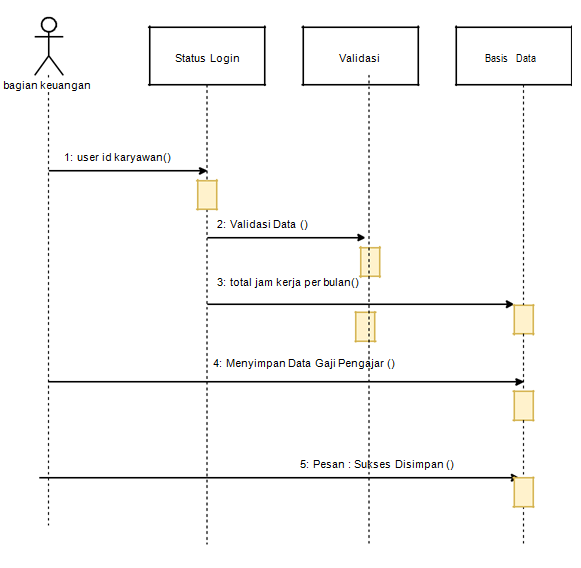 bagian keuangan
Status Login
Validasi
Basis Data
1: user id karyawan()
2: Validasi Data ()
3: total jam kerja per bulan()
4: Menyimpan Data Gaji Pengajar ()
5: Pesan : Sukses Disimpan ()